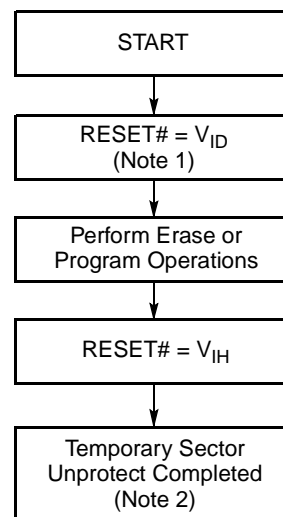 START
RESET# = VID
(Note 1)
Perform Erase or
Program Operations
RESET# = VIH
Temporary Sector
Unprotect Completed
(Note 2)